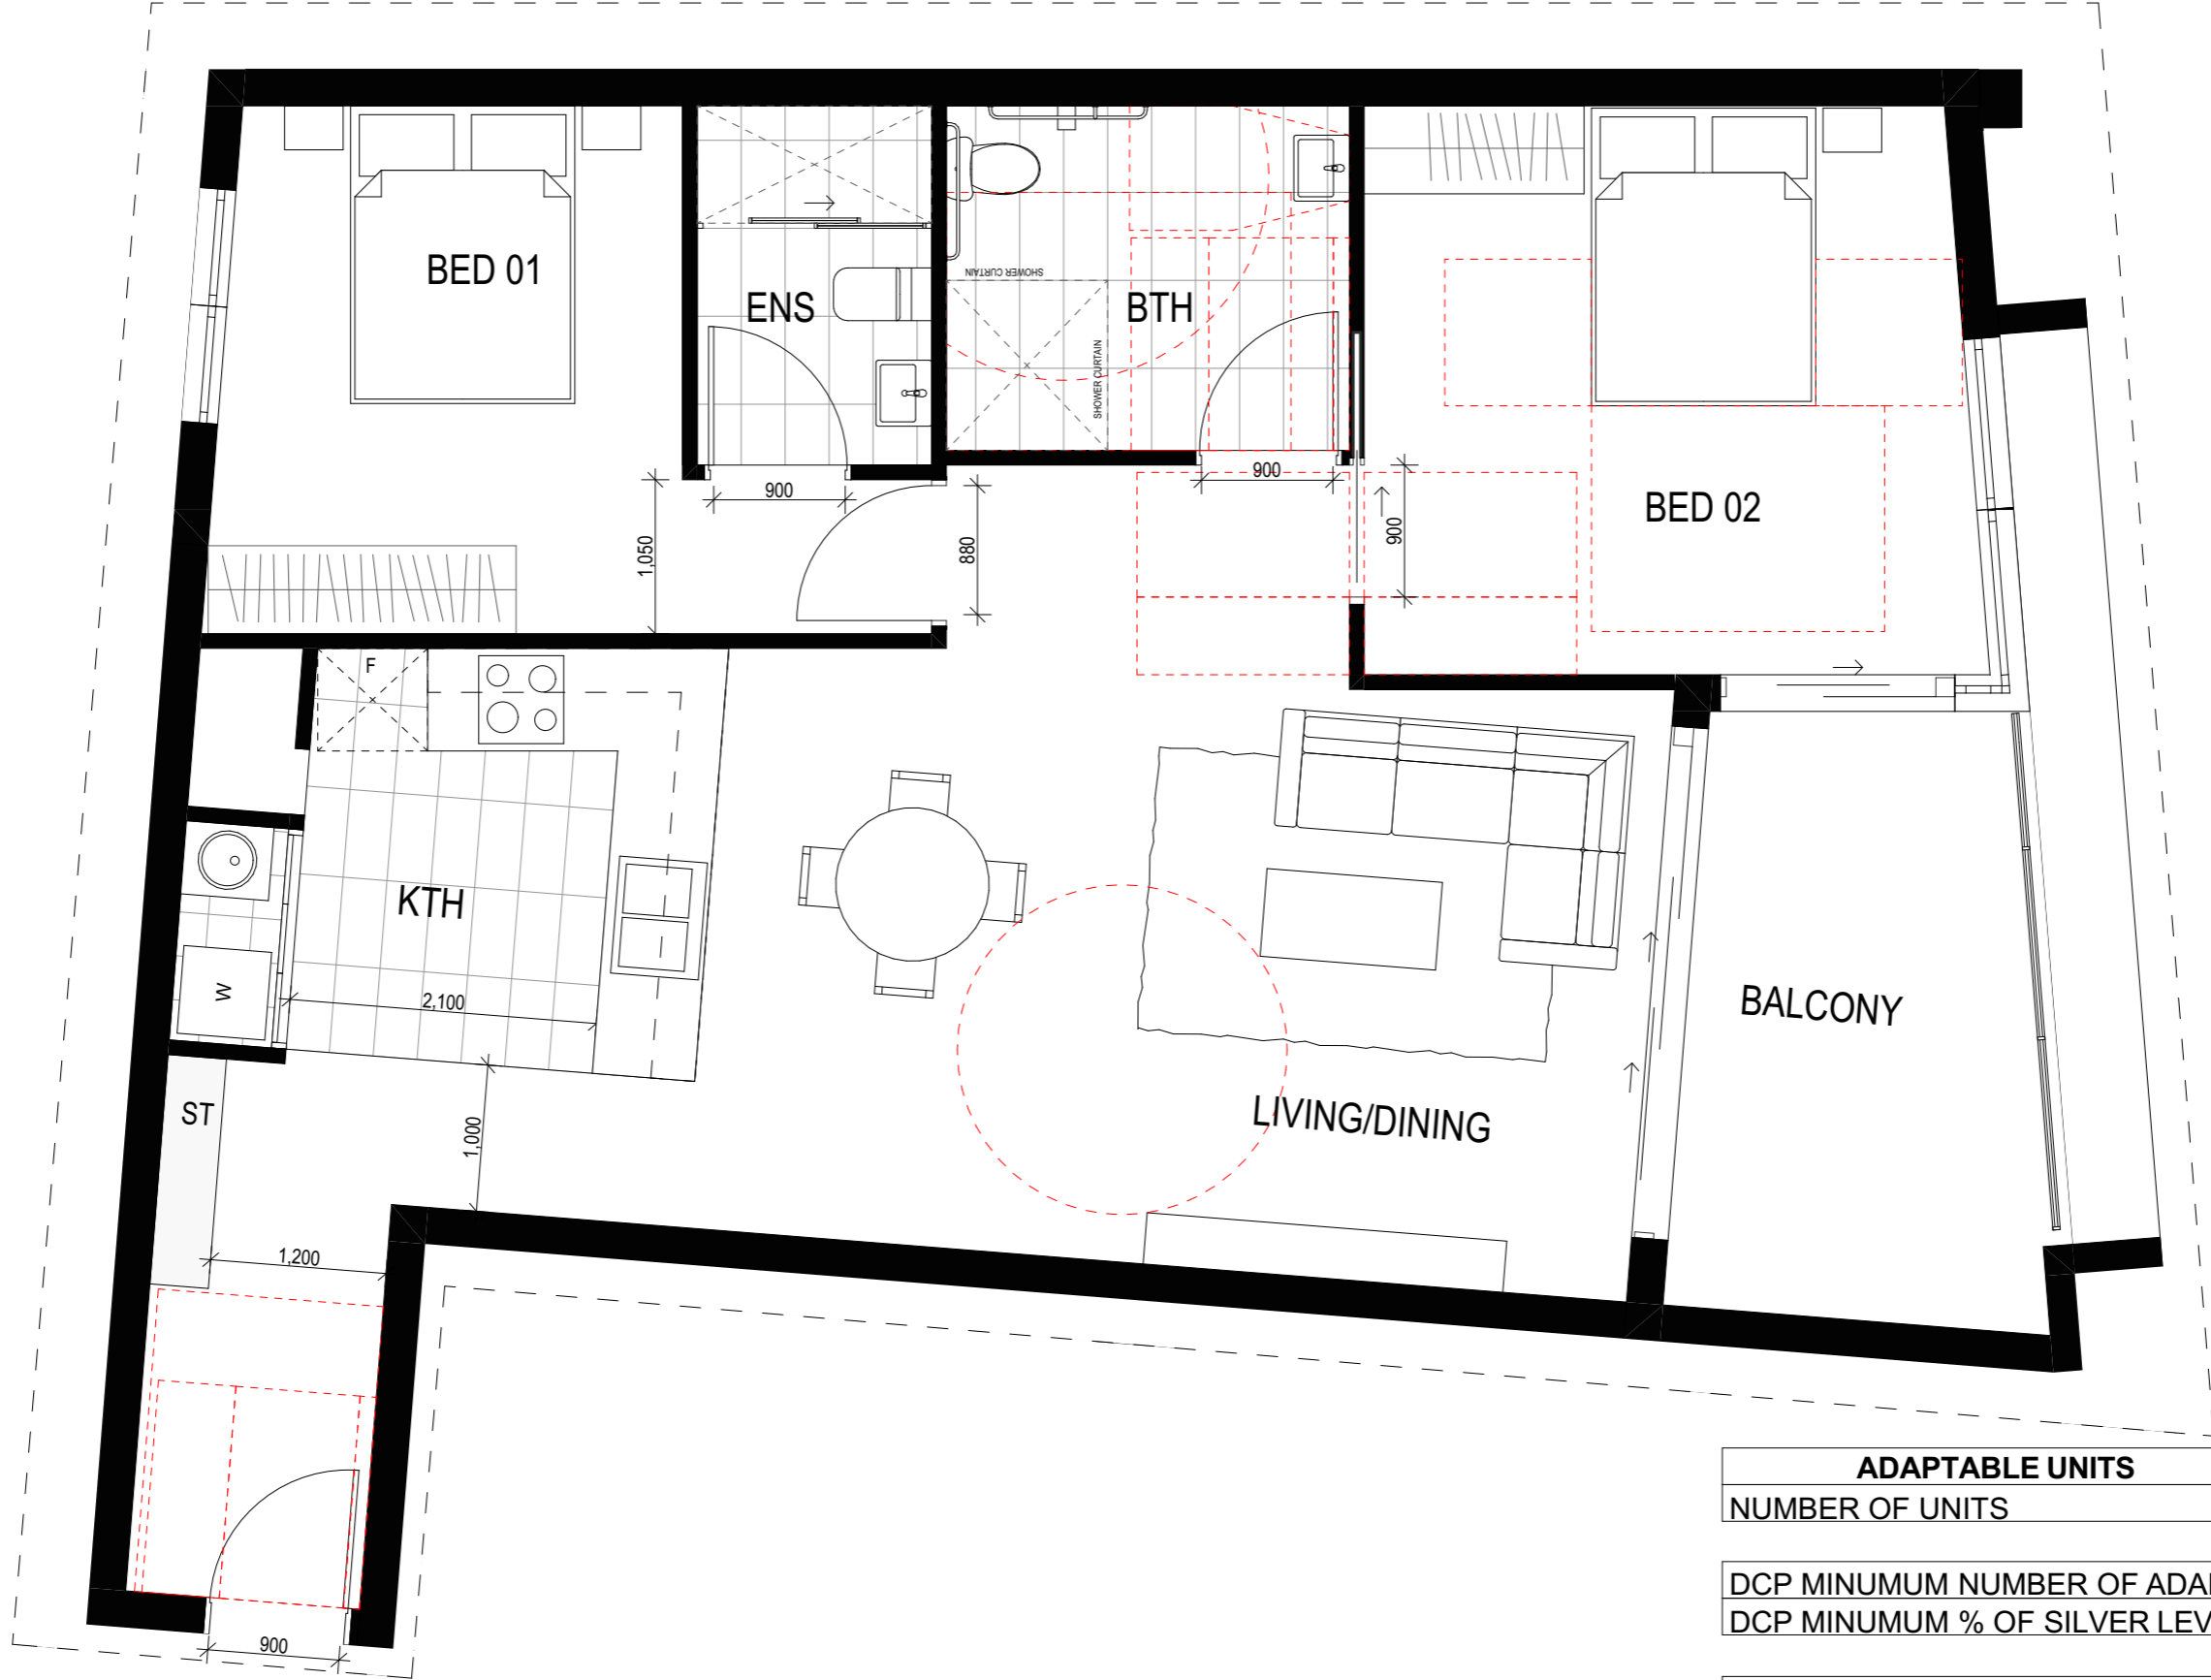 BED 01
ENS
BTH
SHOWER CURTAIN
SHOWER CURTAIN
BED 02
900
900
900
1,050
880
F
KTH
W
2,100
BALCONY
ST
1,000
LIVING/DINING
1,200
900
ADAPTABLE UNITS
NUMBER OF UNITS
DCP MINUMUM NUMBER OF ADA
DCP MINUMUM % OF SILVER LEV